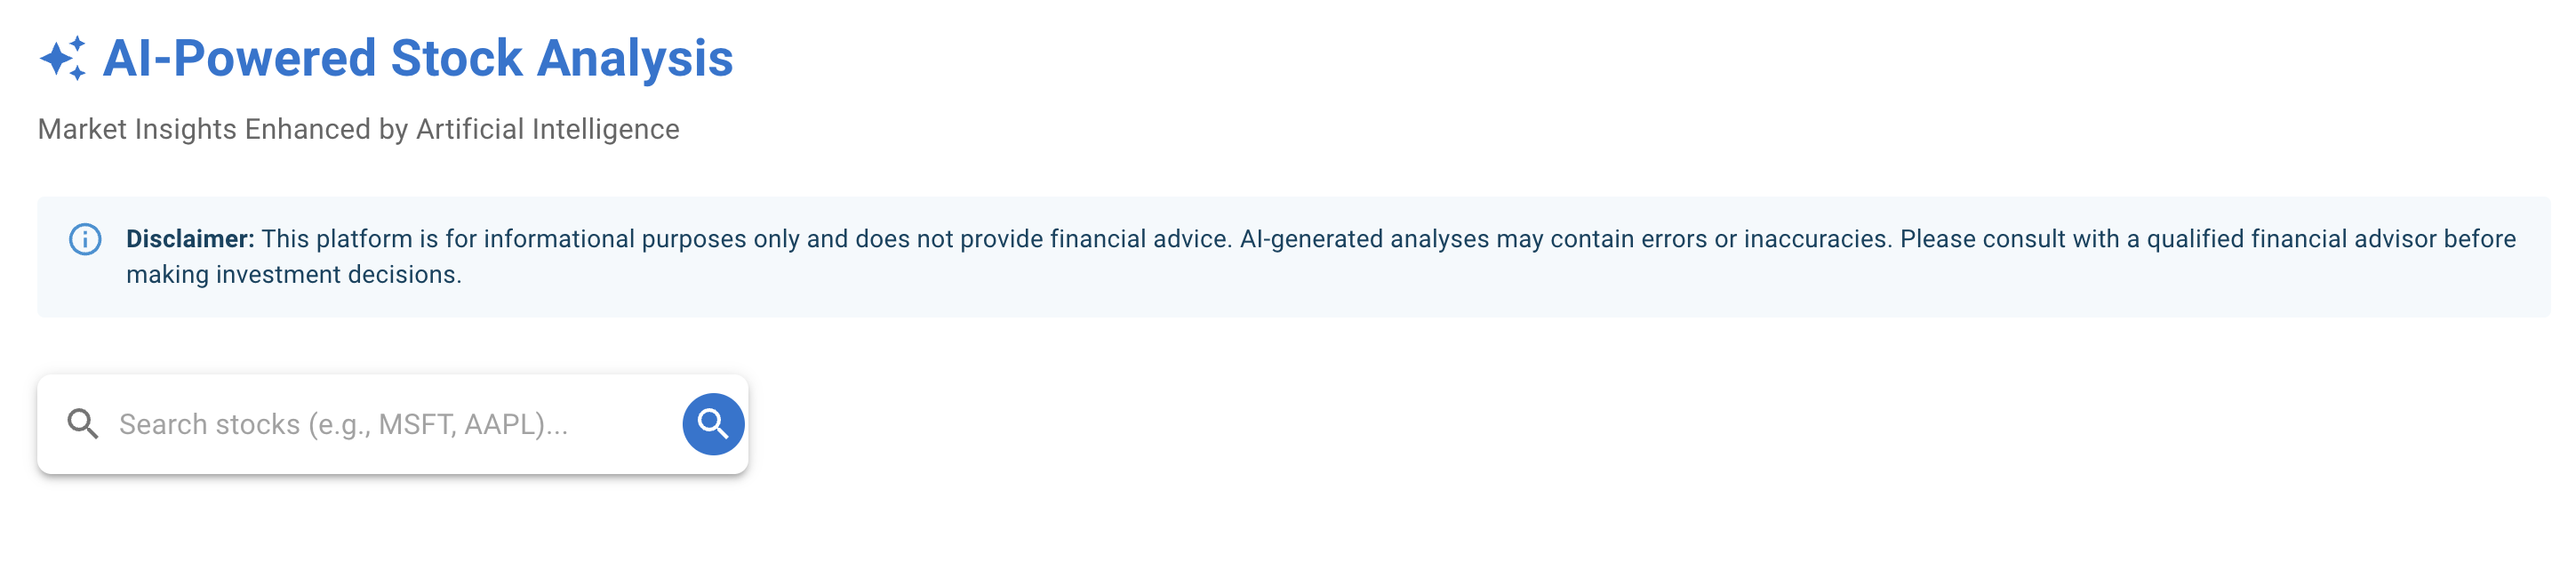 AI-Powered Stock Analysis
Market Insights Enhanced by Artificial Intelligence
Disclaimer: This platform is for informational purposes only and does not provide financial advice. AI-generated analyses may contain errors or inaccuracies. Please consult with a qualified financial advisor before
making investment decisions.
Search stocks (e.g., MSFT, AAPL)...